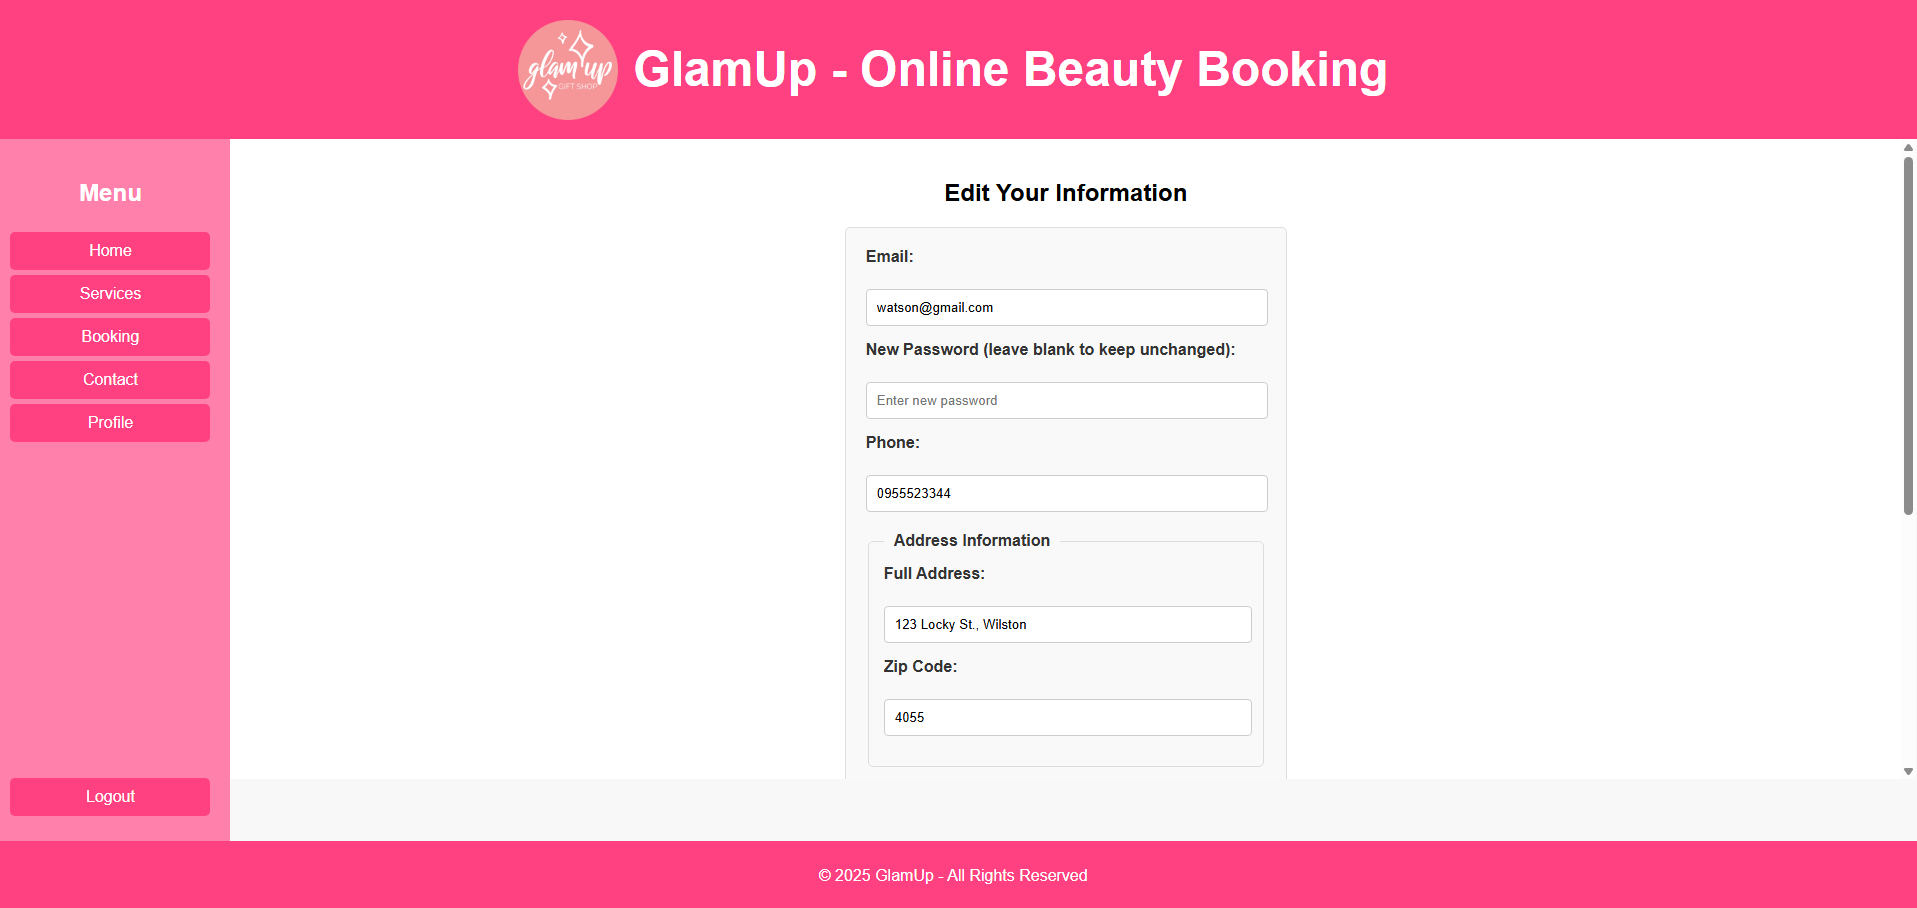 glam up
GIFT SHOP
GlamUp - Online Beauty Booking
Menu
Home
Services
Booking
Contact
Profile
Logout
Edit Your Information
Email:
watson@gmail.com
New Password (leave blank to keep unchanged):
Enter new password
Phone:
0955523344
Address Information
Full Address:
123 Locky St., Wilston
Zip Code:
4055
© 2025 GlamUp - All Rights Reserved